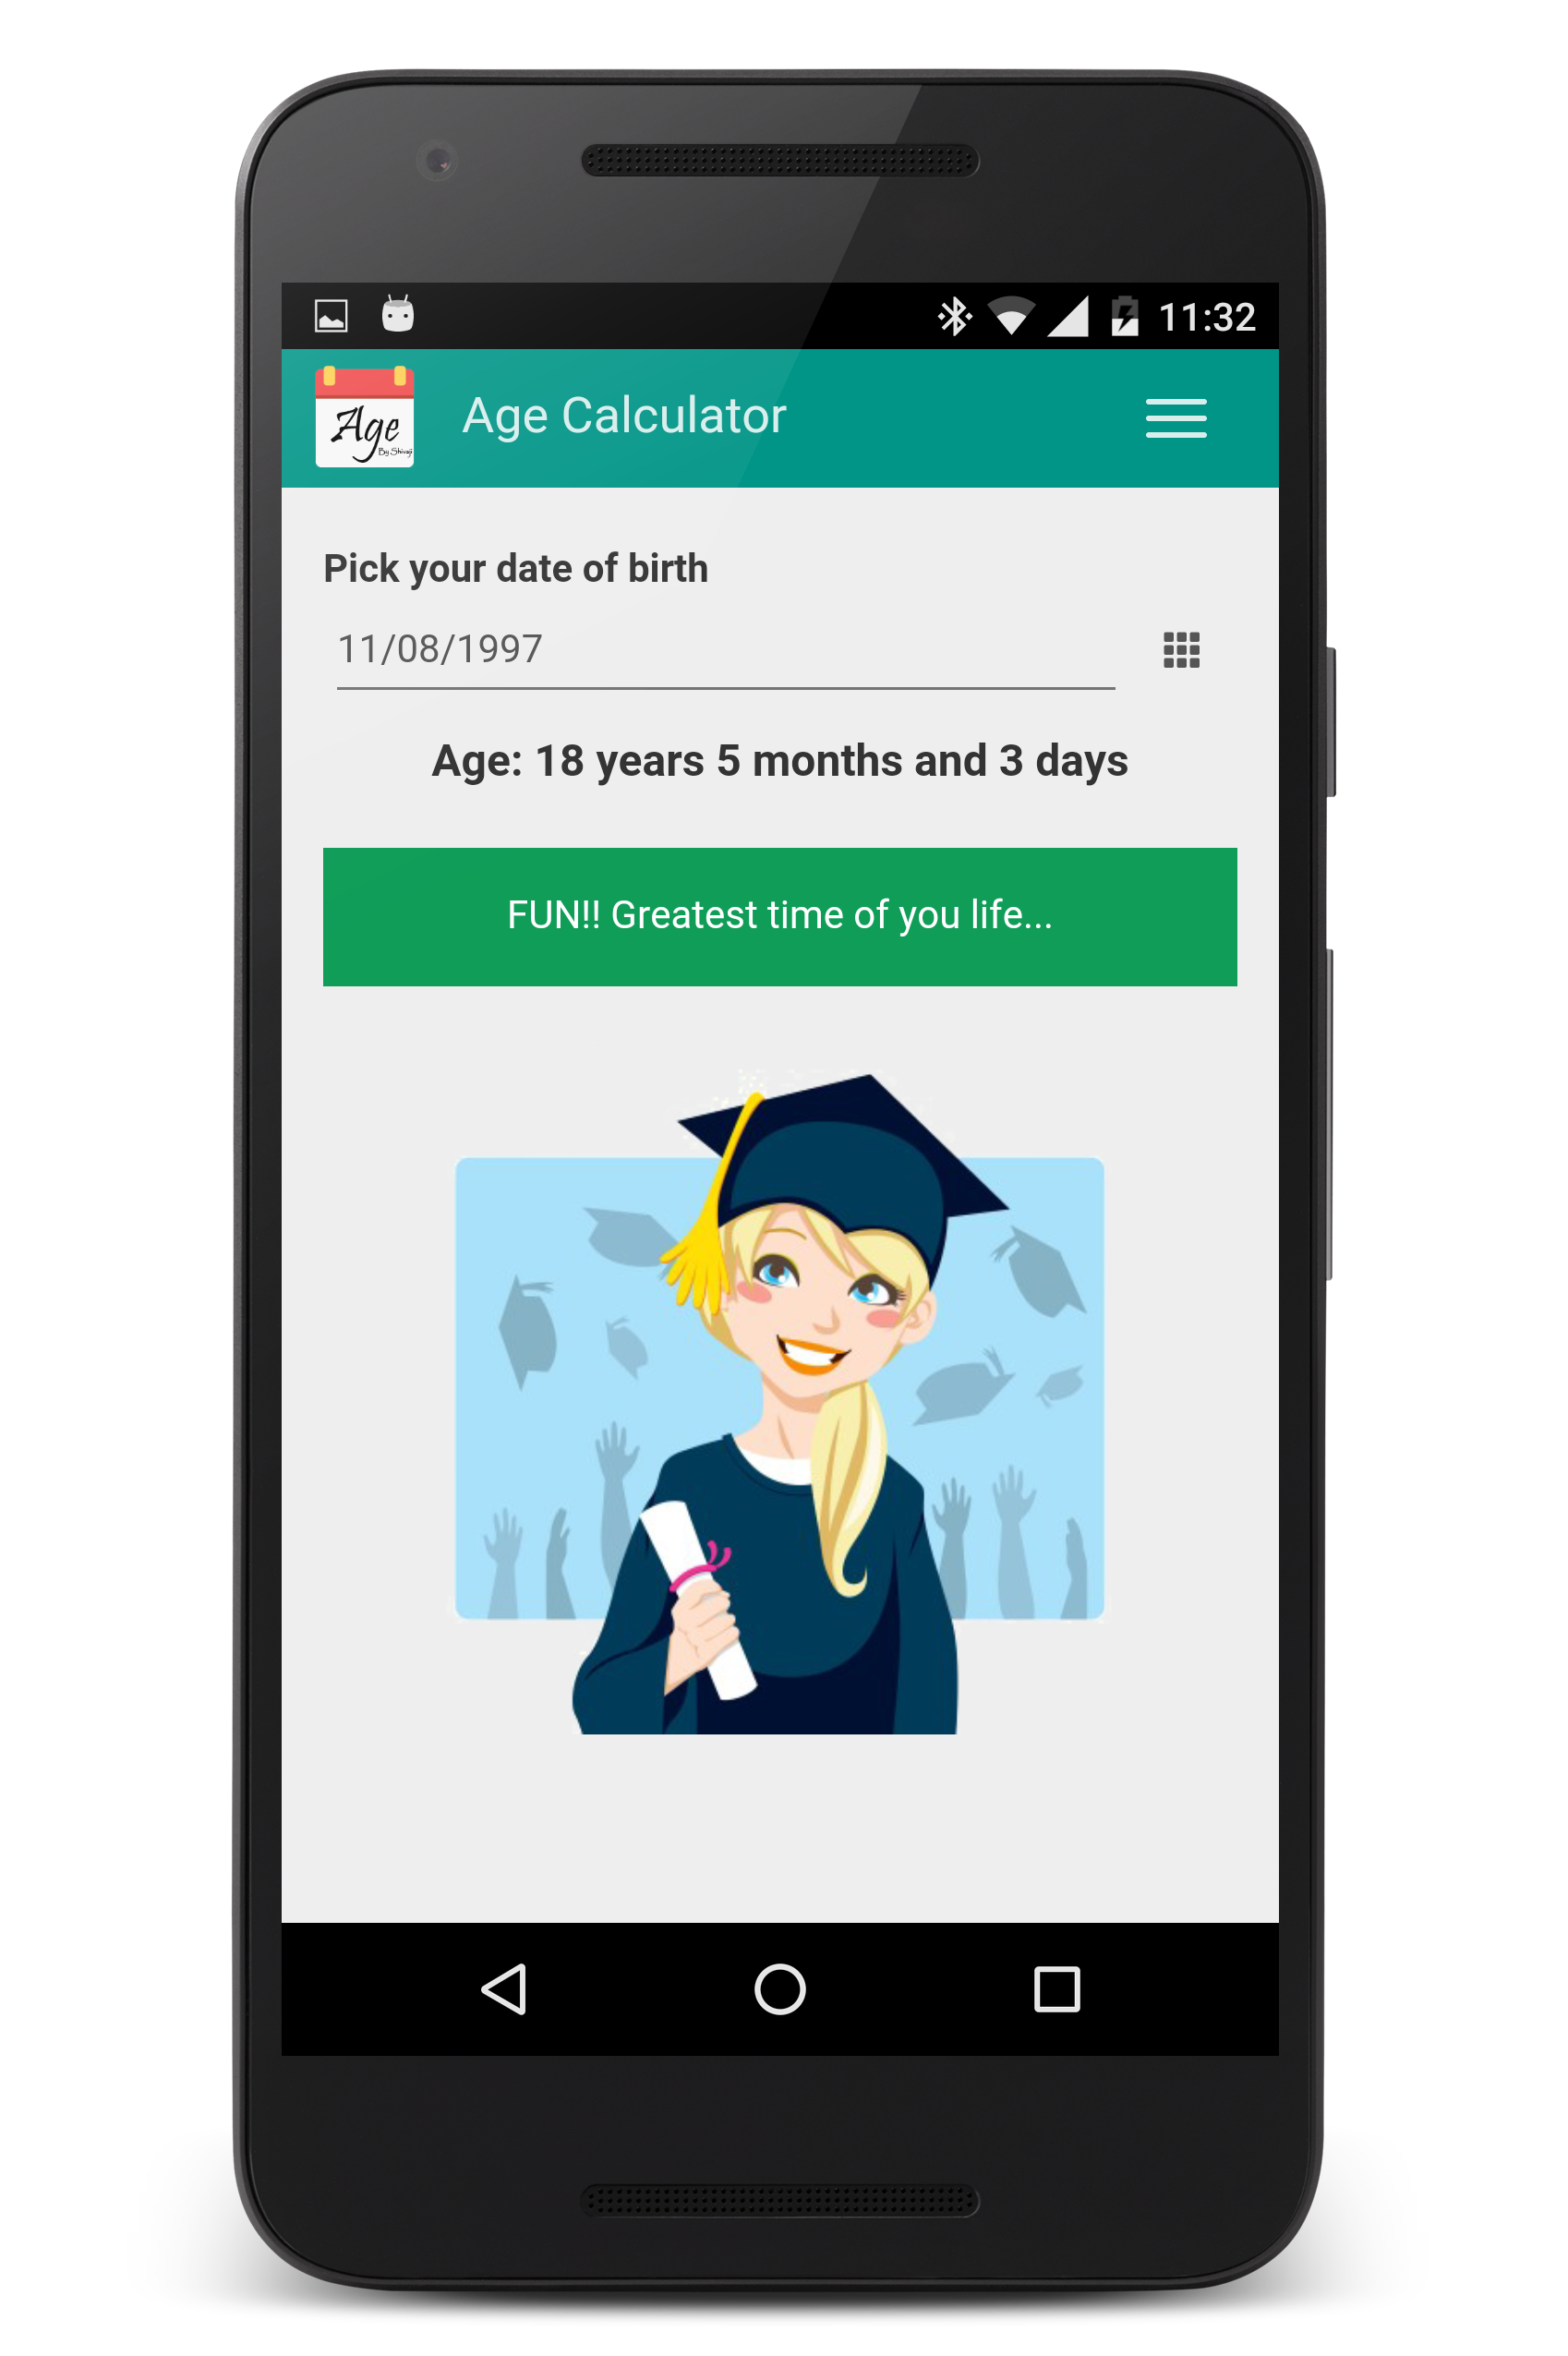 11:32
Age
By Shivaji
Age Calculator
Pick your date of birth
11/08/1997
Age: 18 years 5 months and 3 days
FUN!! Greatest time of you life...